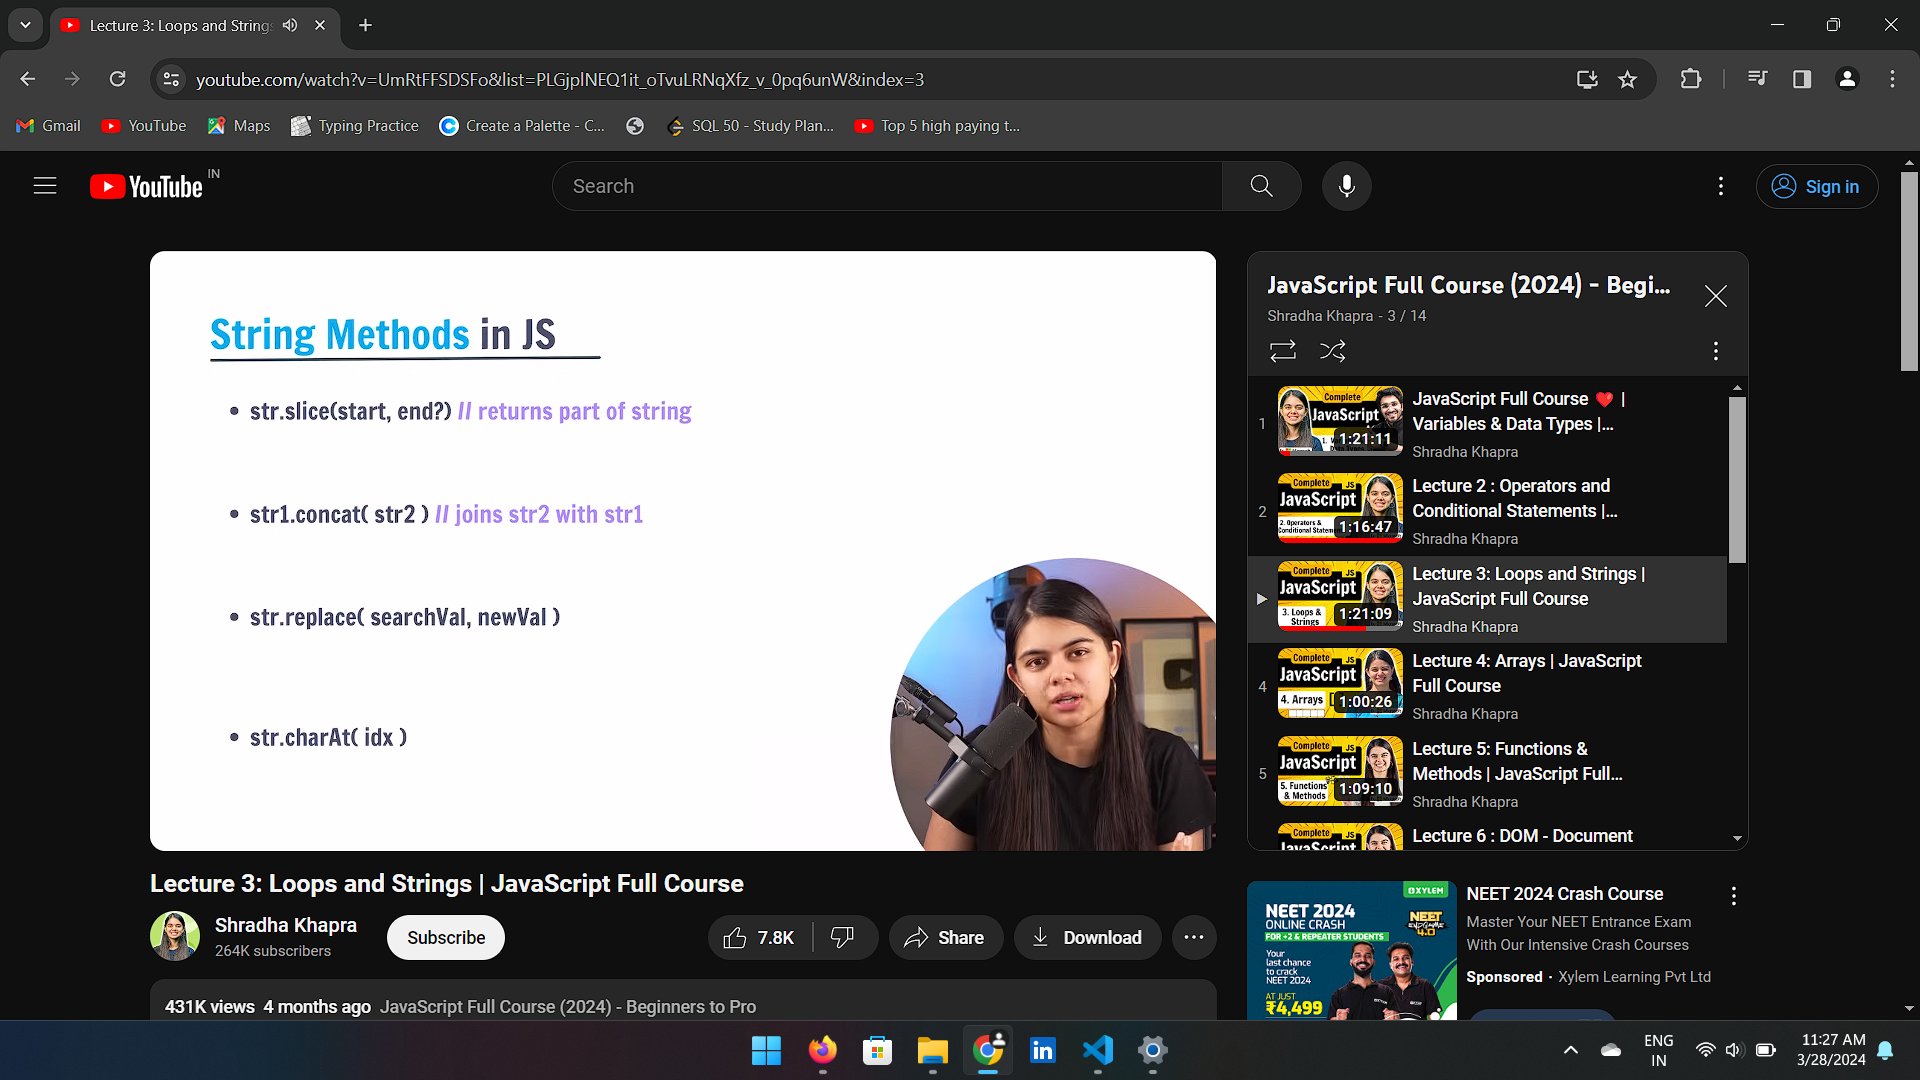 Lecture 3: Loops and Strings
youtube.com/watch?v=UmRtFFSDSFo&list=PLGjplNEQ1it_oTvuLRNqXfz_v_0pq6unW&index=3
Gmail
YouTube
Maps
Typing Practice
Create a Palette - C...
SQL 50 - Study Plan...
Top 5 high paying t...
YouTube IN
Search
Sign in
String Methods in JS
• str.slice(start, end?) // returns part of string
• str1.concat( str2 ) // joins str2 with str1
• str.replace( searchVal, newVal )
• str.charAt( idx )
JavaScript Full Course (2024) - Begi...
Shradha Khapra - 3 / 14
1
Complete
JavaScript
1:21:11
JavaScript Full Course ❤️ |
Variables & Data Types |...
Shradha Khapra
2
Complete JS
JavaScript
2. Operators &
1:16:47
Lecture 2 : Operators and
Conditional Statements |...
Shradha Khapra
Complete JS
JavaScript
3. Loops &
Strings
1:21:09
Lecture 3: Loops and Strings |
JavaScript Full Course
Shradha Khapra
4
Complete JS
JavaScript
4. Arrays
1:00:26
Lecture 4: Arrays | JavaScript
Full Course
Shradha Khapra
5
Complete JS
JavaScript
5. Functions
& Methods
1:09:10
Lecture 5: Functions &
Methods | JavaScript Full...
Shradha Khapra
Complete JS
JavaScript
Lecture 6 : DOM - Document
Lecture 3: Loops and Strings | JavaScript Full Course
Shradha Khapra
264K subscribers
Subscribe
7.8K
Share
Download
431K views 4 months ago JavaScript Full Course (2024) - Beginners to Pro
XYLEM
NEET 2024
ONLINE CRASH
FOR +2 & REPEATER STUDENTS
Your
last chance
to crack
NEET 2024
AT JUST
₹4,499
NEET
4.0
NEET 2024 Crash Course
Master Your NEET Entrance Exam
With Our Intensive Crash Courses
Sponsored · Xylem Learning Pvt Ltd
in
ENG
IN
11:27 AM
3/28/2024